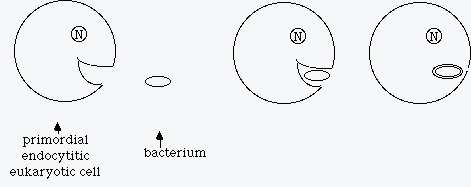 N
N
N
primordial
endocytitic
eukaryotic cell
bacterium